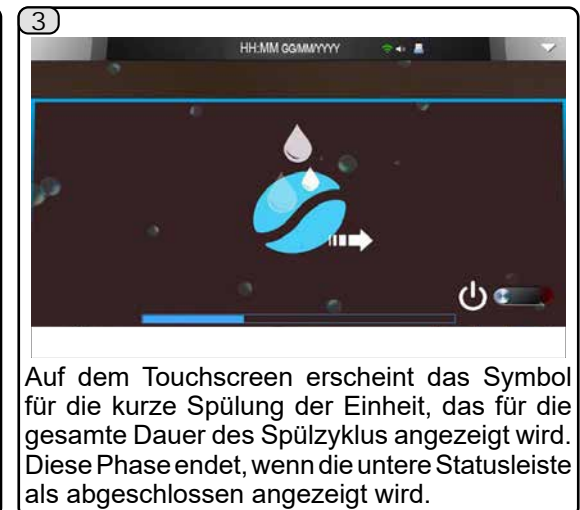 3
HH:MM GG/MM/YYYY
Auf dem Touchscreen erscheint das Symbol
für die kurze Spülung der Einheit, das für die
gesamte Dauer des Spülzyklus angezeigt wird.
Diese Phase endet, wenn die untere Statusleiste
als abgeschlossen angezeigt wird.